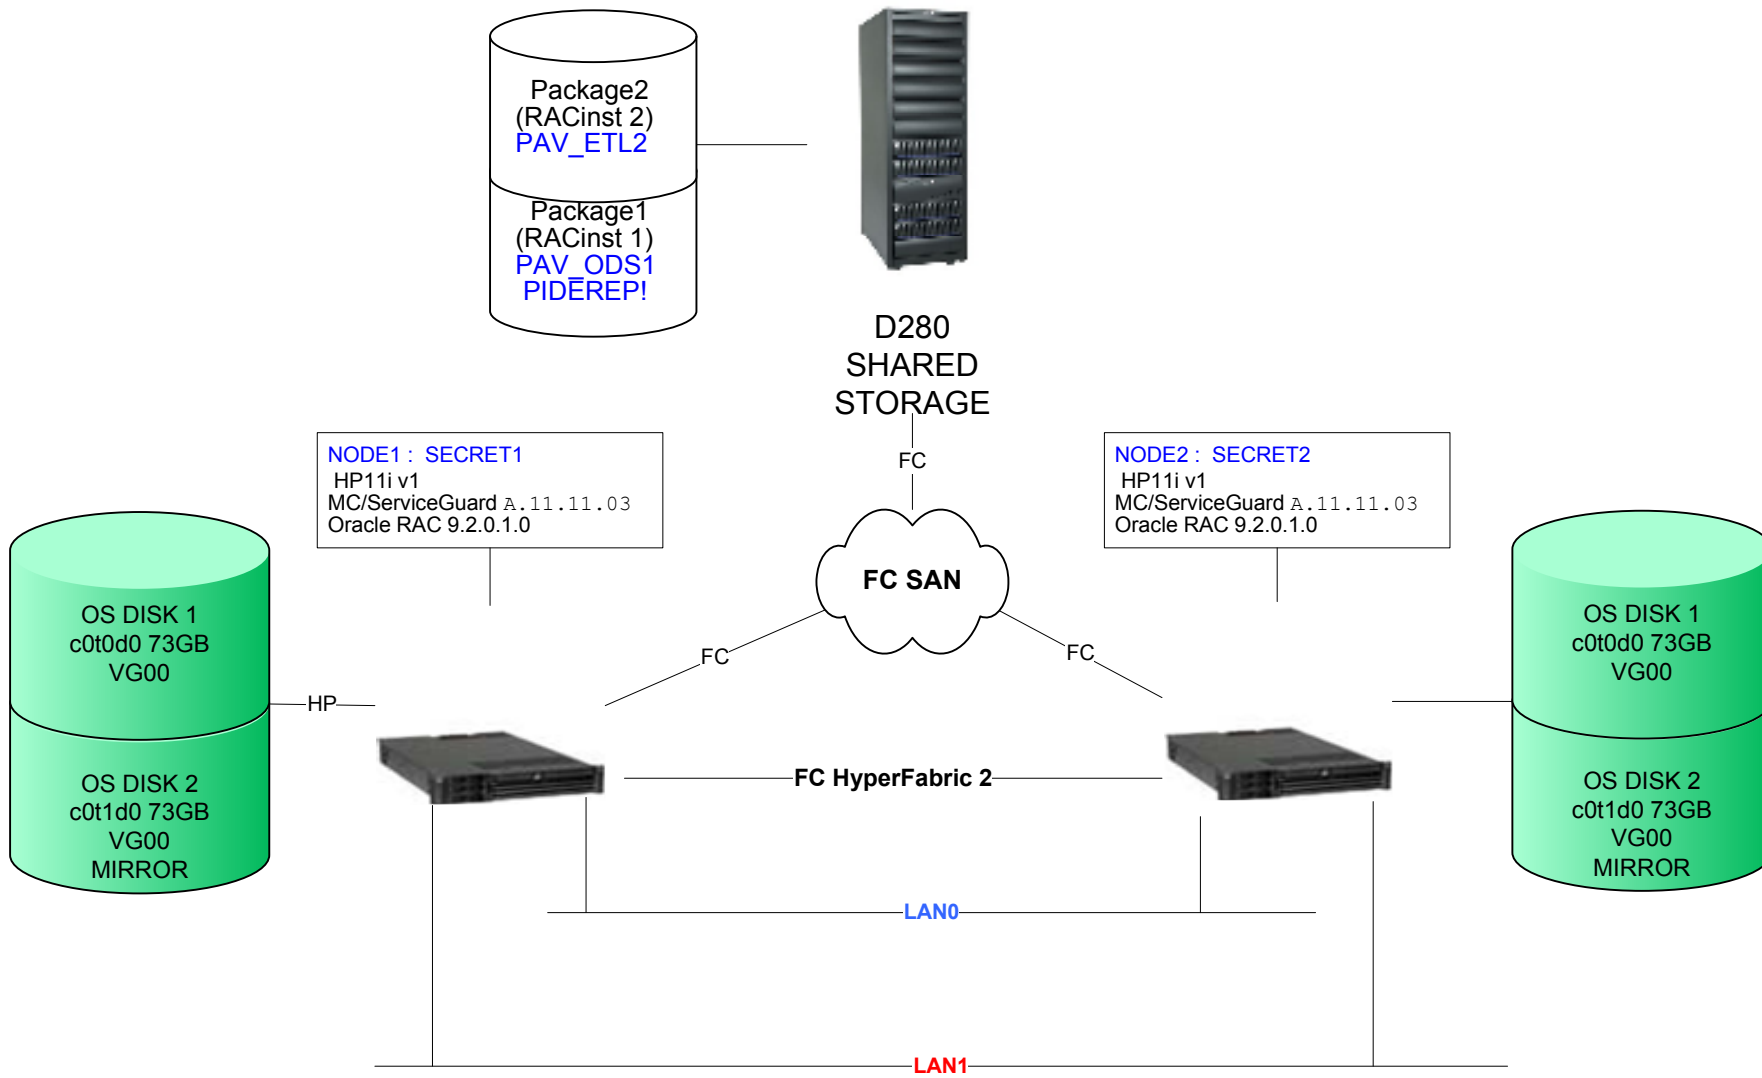 Package2
(RACinst 2)
PAV_ETL2
Package1
(RACinst 1)
PAV_ODS1
PIDEREP!
D280
SHARED
STORAGE
FC
NODE1 : SECRET1
HP11i v1
MC/ServiceGuard A.11.11.03
Oracle RAC 9.2.0.1.0
NODE2 : SECRET2
HP11i v1
MC/ServiceGuard A.11.11.03
Oracle RAC 9.2.0.1.0
FC SAN
FC
FC
OS DISK 1
c0t0d0 73GB
VG00
HP
OS DISK 2
c0t1d0 73GB
VG00
MIRROR
OS DISK 1
c0t0d0 73GB
VG00
OS DISK 2
c0t1d0 73GB
VG00
MIRROR
FC HyperFabric 2
LAN0
LAN1